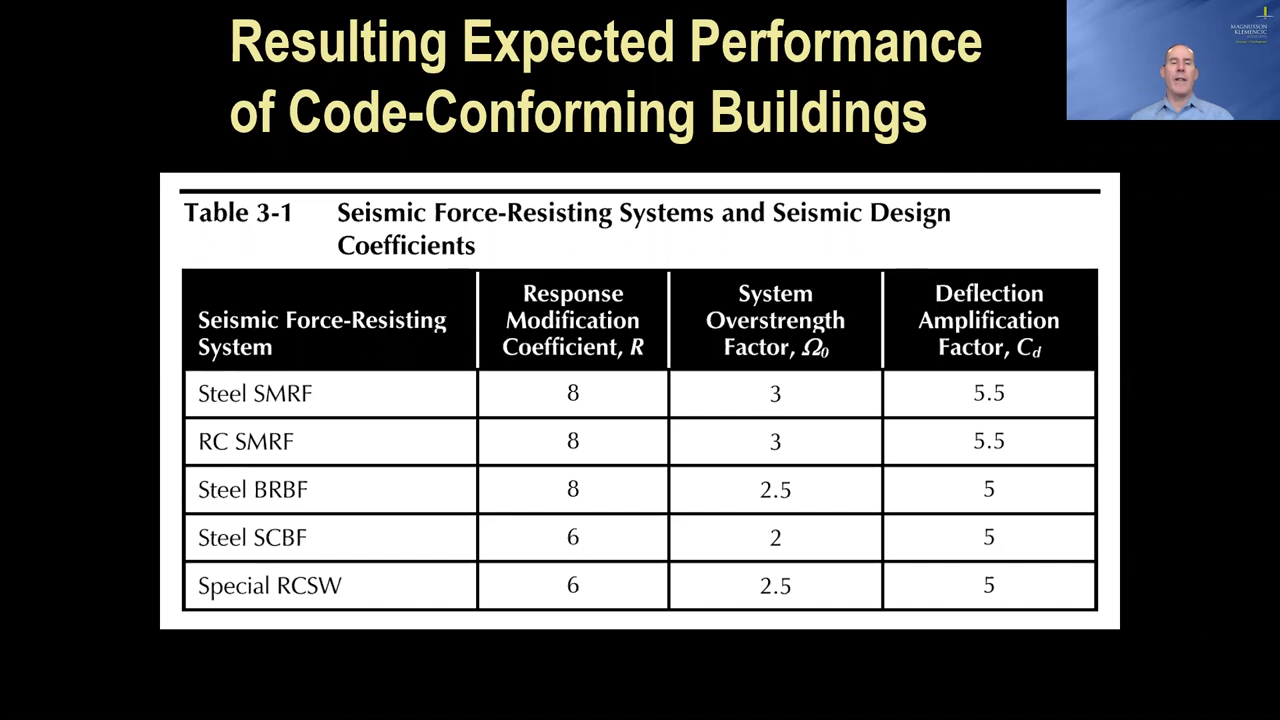 Resulting Expected Performance
of Code-Conforming Buildings
MAGNUSSON
KLEMENCIC
Table 3-1 Seismic Force-Resisting Systems and Seismic Design
Coefficients
Seismic Force-Resisting
System
Response
Modification
Coefficient, R
System
Overstrength
Factor, Ω₀
Deflection
Amplification
Factor, C_d
Steel SMRF 8 3 5.5
RC SMRF 8 3 5.5
Steel BRBF 8 2.5 5
Steel SCBF 6 2 5
Special RCSW 6 2.5 5